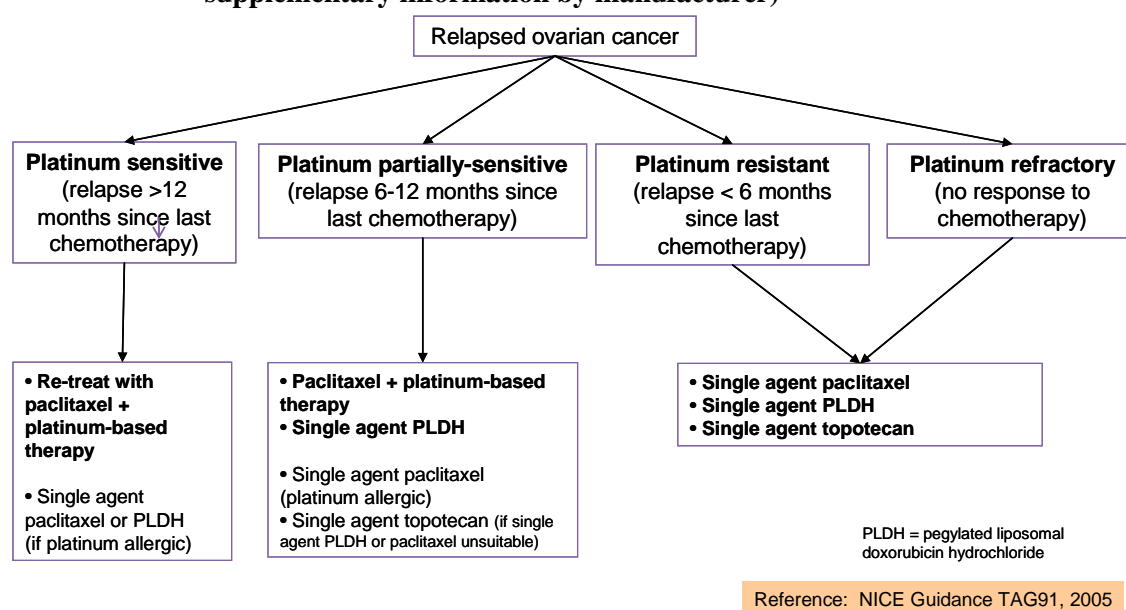 supplementary information by manufacturer)
Relapsed ovarian cancer
Platinum sensitive
(relapse >12
months since last
chemotherapy)
Platinum partially-sensitive
(relapse 6-12 months since
last chemotherapy)
Platinum resistant
(relapse < 6 months
since last
chemotherapy)
Platinum refractory
(no response to
chemotherapy)
• Re-treat with
paclitaxel +
platinum-based
therapy
• Single agent
paclitaxel or PLDH
(if platinum allergic)
• Paclitaxel + platinum-based
therapy
• Single agent PLDH
• Single agent paclitaxel
(platinum allergic)
• Single agent topotecan (if single
agent PLDH or paclitaxel unsuitable)
• Single agent paclitaxel
• Single agent PLDH
• Single agent topotecan
PLDH = pegylated liposomal
doxorubicin hydrochloride
Reference: NICE Guidance TAG91, 2005